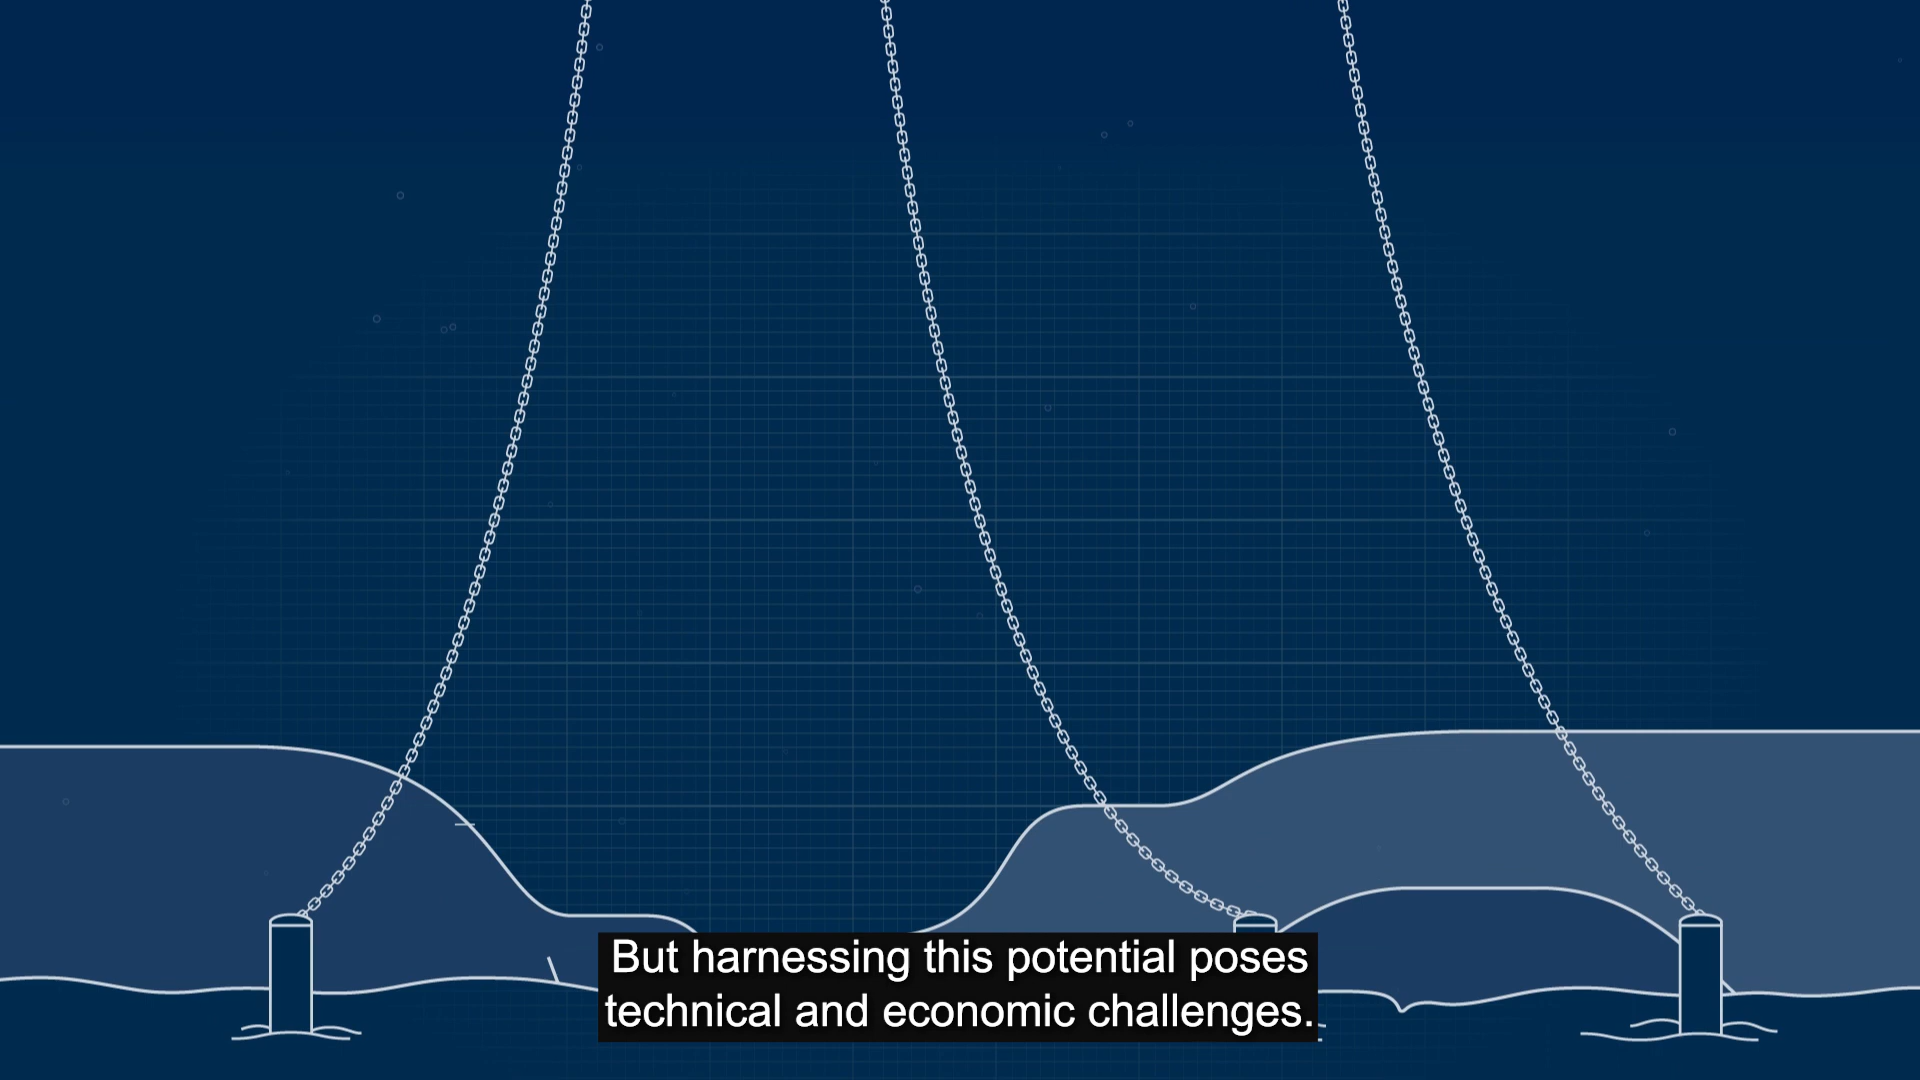 But harnessing this potential poses
technical and economic challenges.